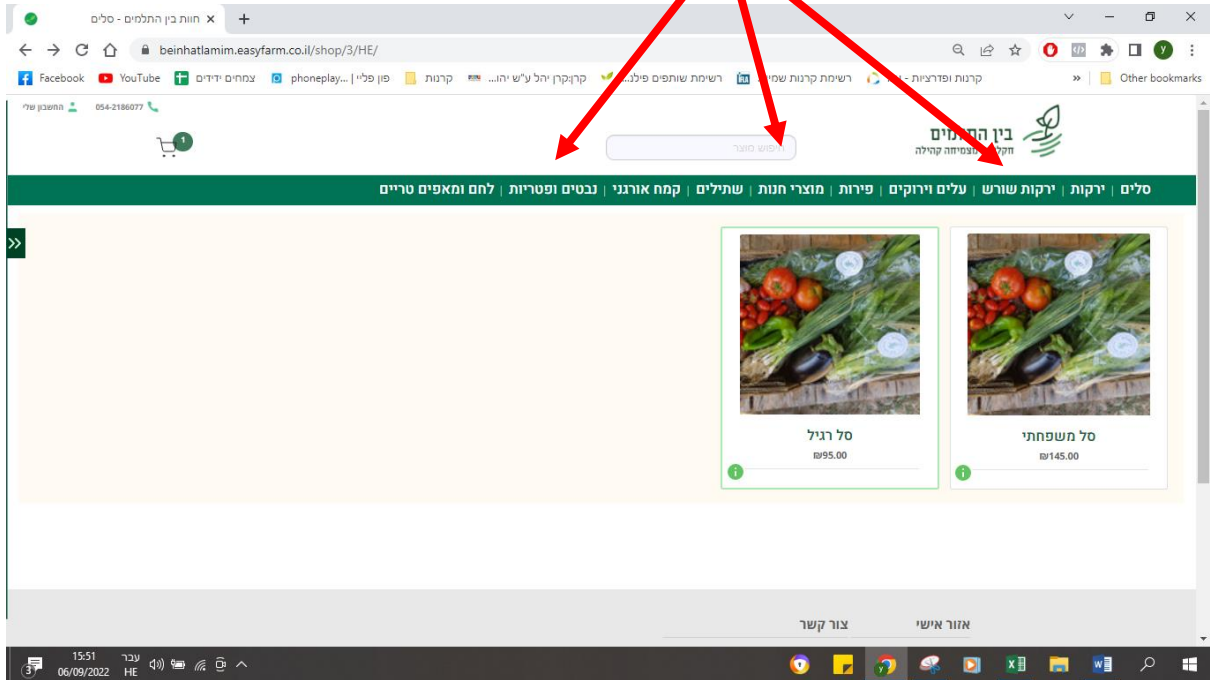 חוות בין התלמים - סלים
beinhatlamim.easyfarm.co.il/shop/3/HE/
Facebook YouTube צמחים ידידים phoneplay...| פון פליי קרנות קרן:קרן יהל ע"ש יהו... רשימת שותפים פילנ... רשימת קרנות קרנות ופדרציות - Other bookmarks
החשבון שלי 054-2186077
1
חיפוש מוצר
בין התלמים
קהילה מצמיחה
סלים | ירקות | ירקות שורש | עלים וירוקים | פירות | מוצרי חנות | שתילים | קמח אורגני | נבטים ופטריות | לחם ומאפים טריים
סל משפחתי
₪145.00
סל רגיל
₪95.00
אזור אישי
צור קשר
15:51 עבר
06/09/2022 HE
3